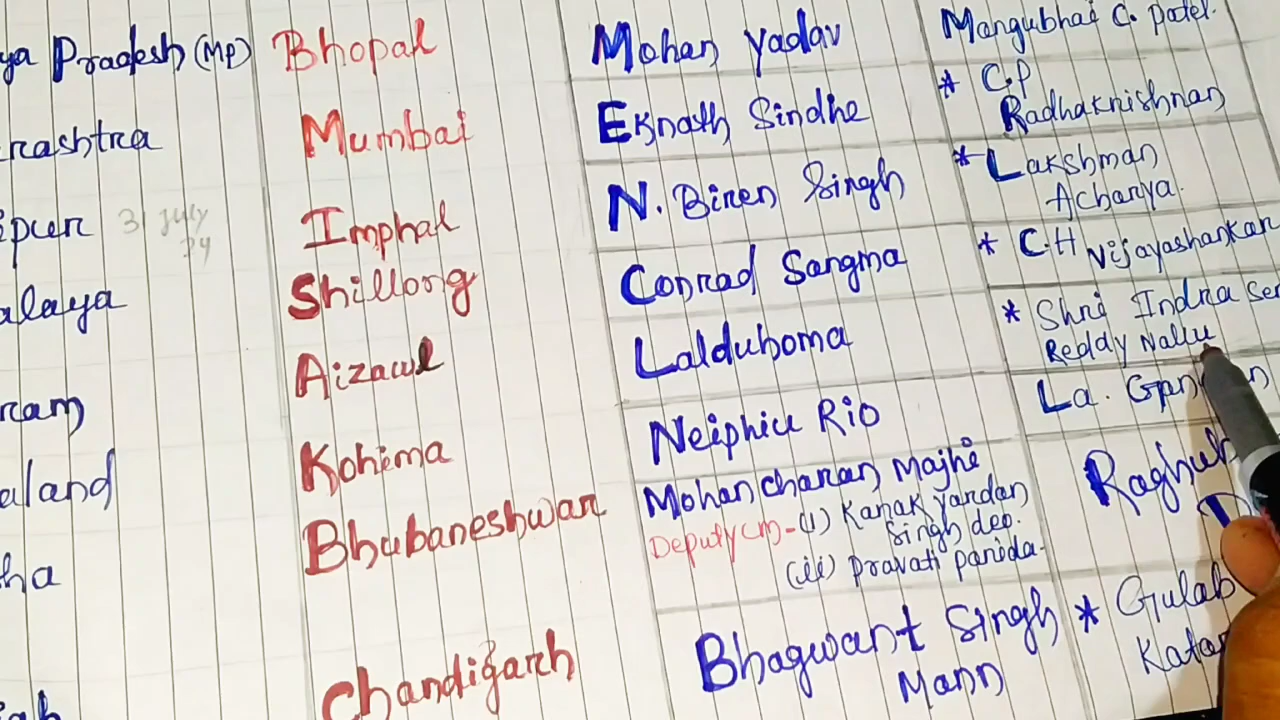 ya Pradesh (MP) Bhopal Mohan Yadav Mangubhai C. Patel.
rashtra Mumbai Eknath Sindhe * C.P
Radhakrishnan
ipur 31 July Imphal N. Biren Singh * Lakshman
24 Acharya.
alaya Shillong Conrad Sangma * C.H Vijayashankar
ram Aizawl Lalduhoma * Shri Indra Sen
Reddy Nallu
aland Kohima Neiphiu Rio La.
ha Bhubaneshwar Mohancharan Majhi Raghub
Deputy CM-(i) Kanak Vardan
Singh deo.
(ii) Pravati Parida.
Chandigarh Bhagwant Singh * Gulab
Mann Katar